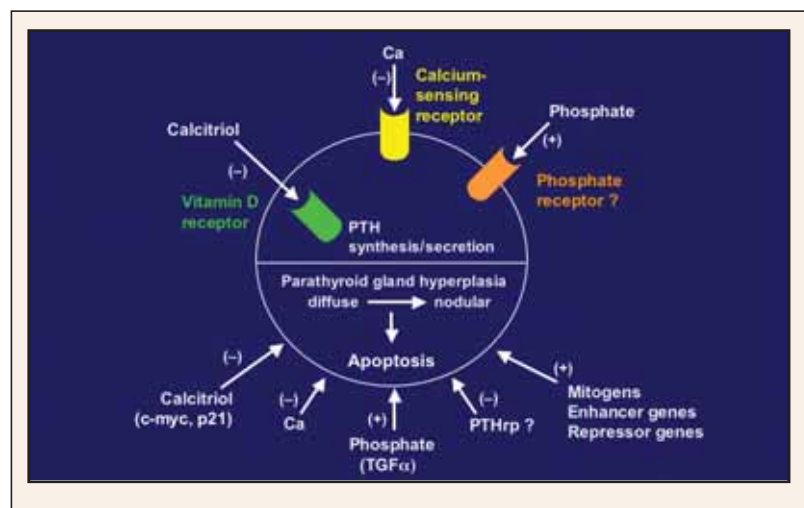 Ca
(–)
Calcium-
sensing
receptor
Calcitriol
(–)
Phosphate
(+)
Vitamin D
receptor
Phosphate
receptor ?
PTH
synthesis/secretion
Parathyroid gland hyperplasia
diffuse nodular
Apoptosis
(–)
Calcitriol
(c-myc, p21)
(–)
Ca
(+)
Phosphate
(TGFα)
(–)
PTHrp ?
(+)
Mitogens
Enhancer genes
Repressor genes